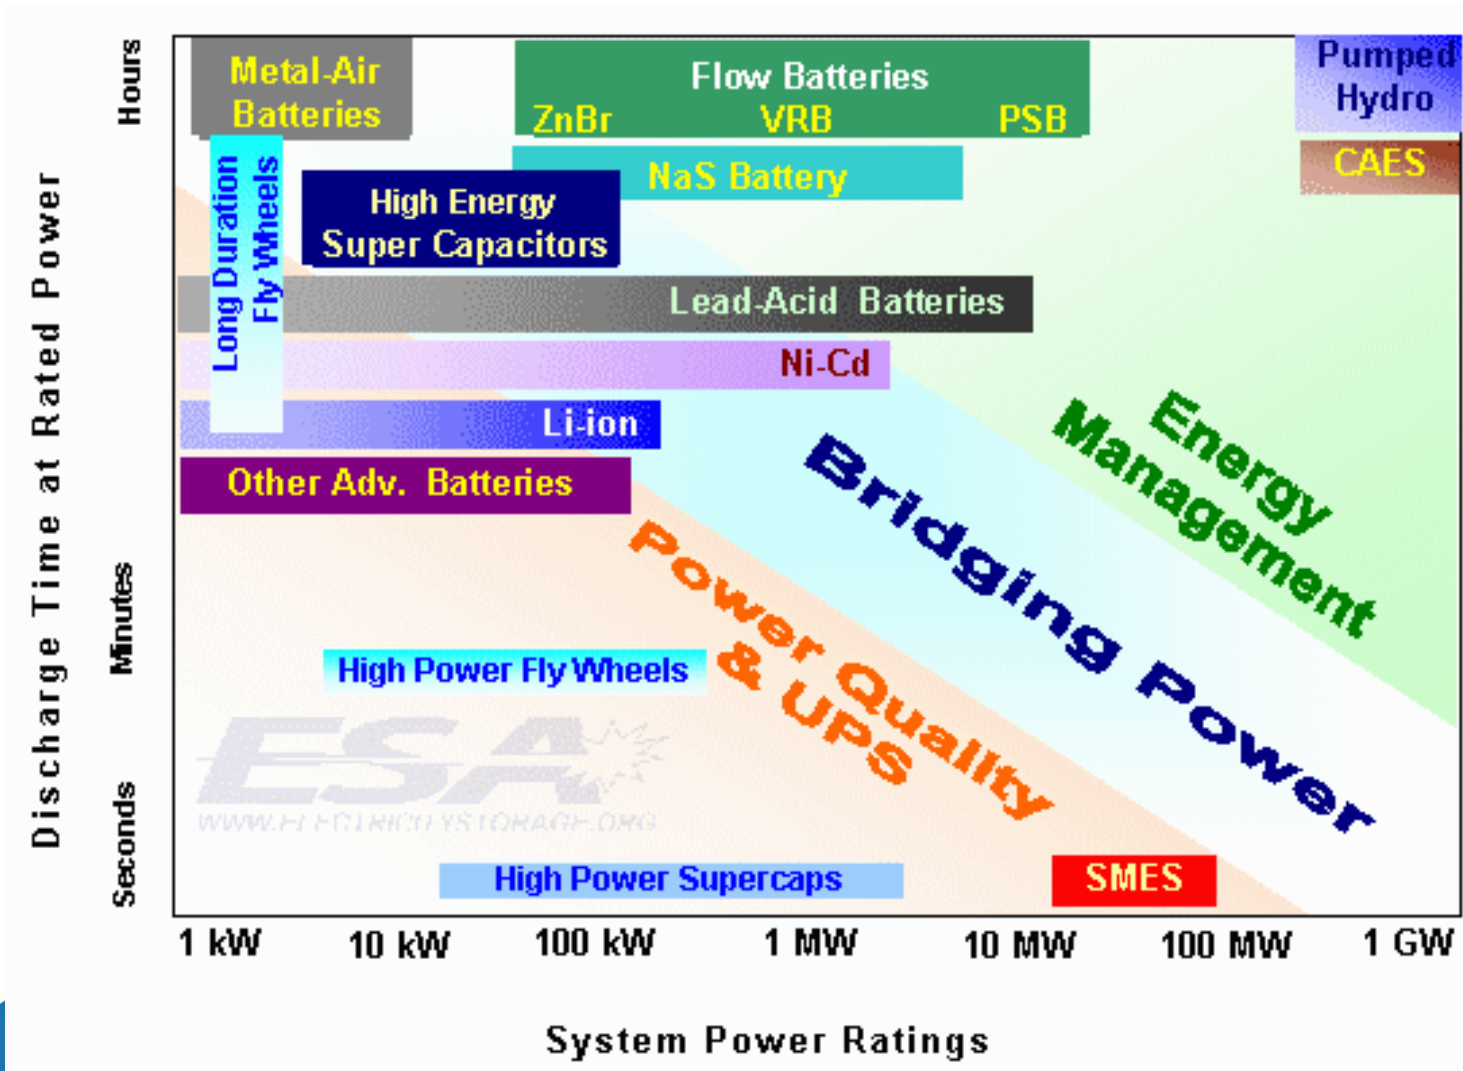 Hours
Minutes
Seconds
Discharge Time at Rated Power
Metal-Air
Batteries
Flow Batteries
ZnBr VRB PSB
Pumped
Hydro
CAES
NaS Battery
Long Duration
Fly Wheels
High Energy
Super Capacitors
Lead-Acid Batteries
Ni-Cd
Li-ion
Other Adv. Batteries
Energy
Management
Bridging Power
Power Quality
& UPS
High Power Fly Wheels
ESA
WWW.ELECTRICITYSTORAGE.ORG
High Power Supercaps
SMES
1 kW 10 kW 100 kW 1 MW 10 MW 100 MW 1 GW
System Power Ratings